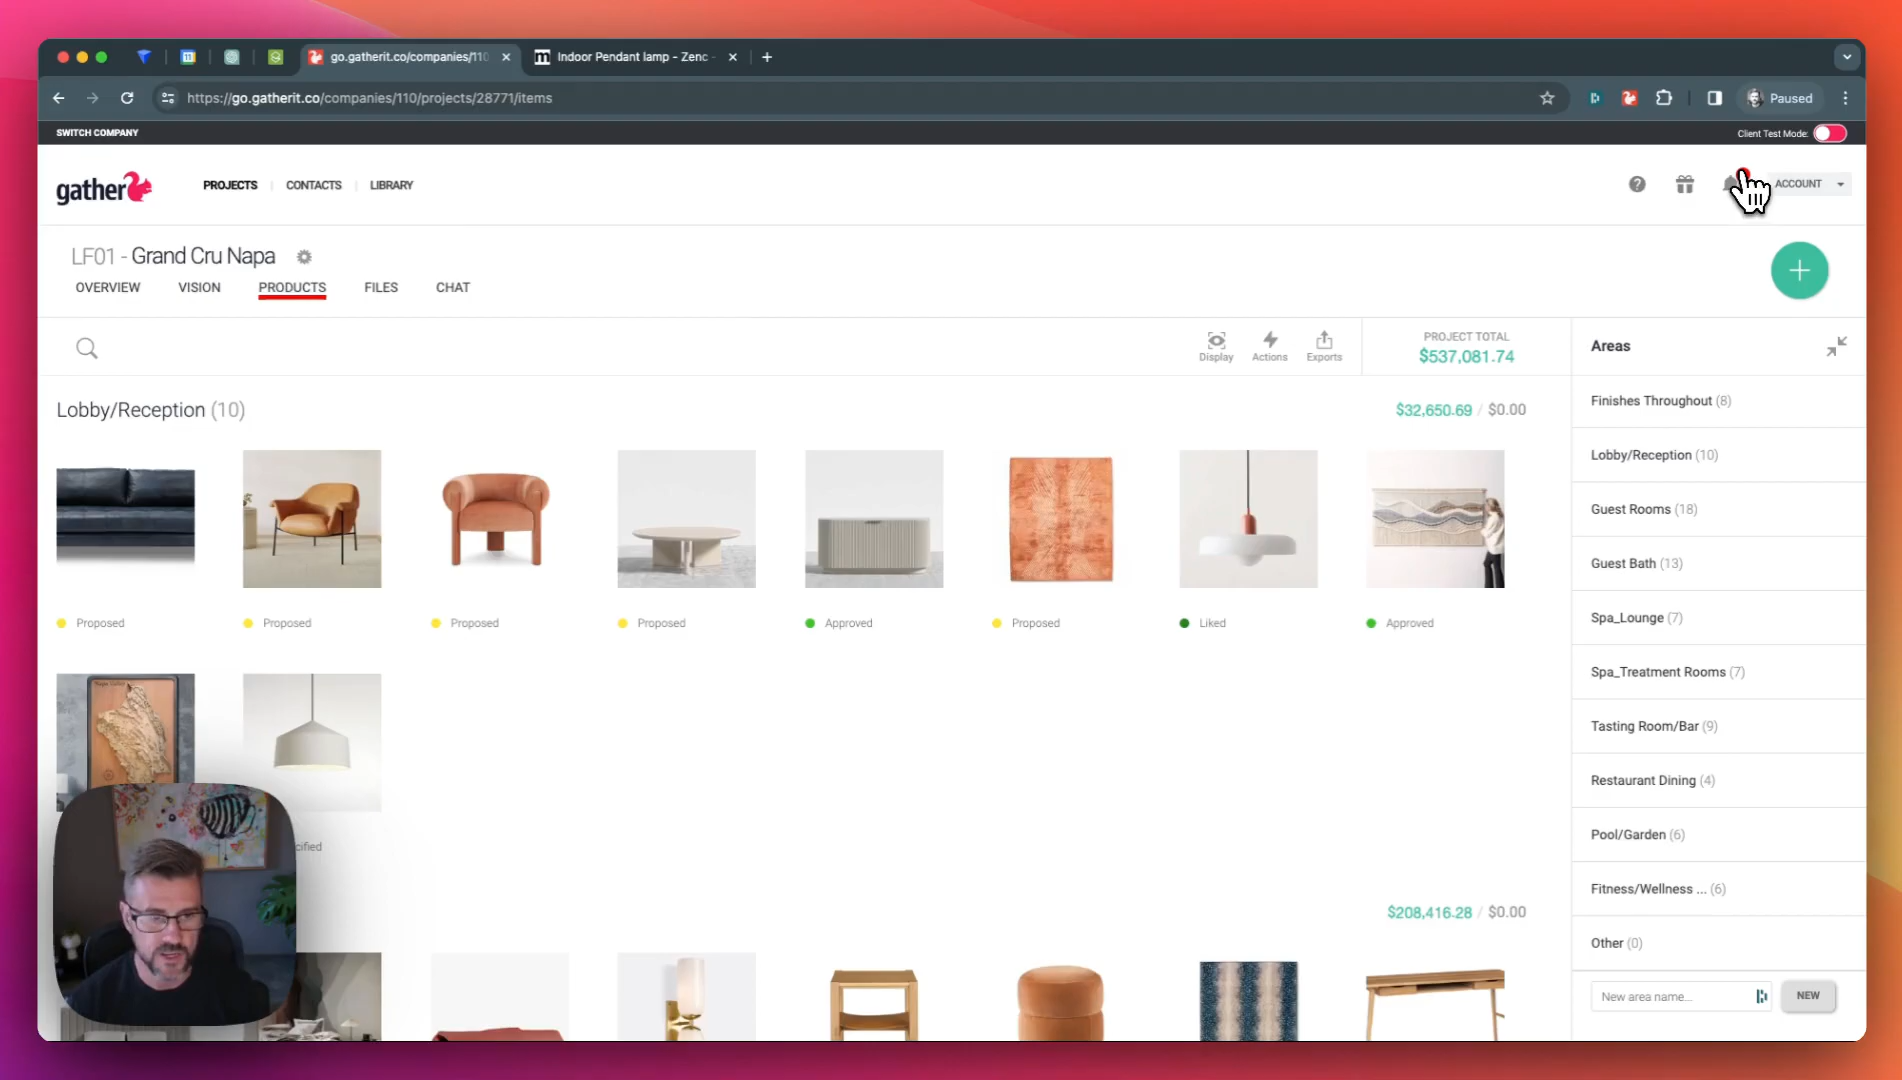 go.gatherit.co/companies/110
Indoor Pendant lamp - Zenc
https://go.gatherit.co/companies/110/projects/28771/items
Paused
SWITCH COMPANY
Client Test Mode:
gather
PROJECTS
CONTACTS
LIBRARY
ACCOUNT
LF01 - Grand Cru Napa
OVERVIEW
VISION
PRODUCTS
FILES
CHAT
Display
Actions
Exports
PROJECT TOTAL
$537,081.74
Areas
Lobby/Reception (10)
$32,650.69 / $0.00
Proposed
Proposed
Proposed
Proposed
Approved
Proposed
Liked
Approved
cified
$208,416.28 / $0.00
Finishes Throughout (8)
Lobby/Reception (10)
Guest Rooms (18)
Guest Bath (13)
Spa_Lounge (7)
Spa_Treatment Rooms (7)
Tasting Room/Bar (9)
Restaurant Dining (4)
Pool/Garden (6)
Fitness/Wellness ... (6)
Other (0)
New area name...
NEW